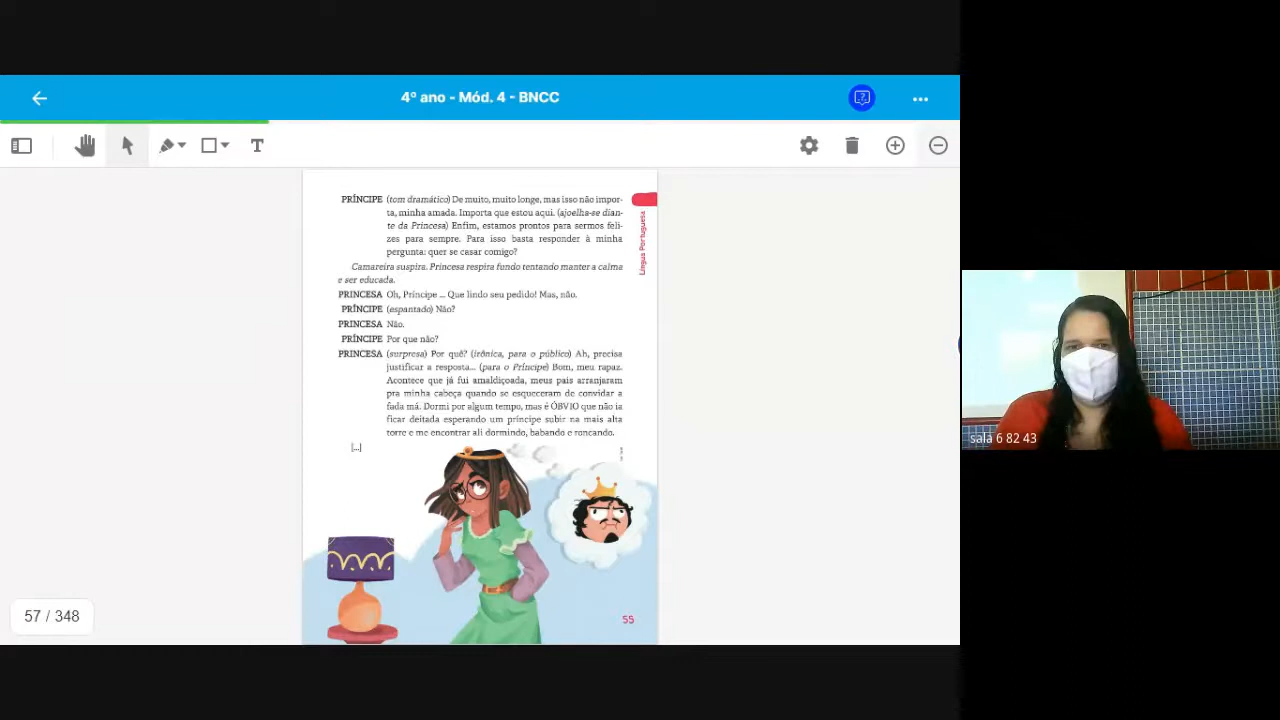 4º ano - Mód. 4 - BNCC
T
PRÍNCIPE (tom dramático) De muito, muito longe, mas isso não impor-
ta, minha amada. Importa que estou aqui. (ajoelha-se dian-
te da Princesa) Enfim, estamos prontos para sermos feli-
zes para sempre. Para isso basta responder à minha
pergunta: quer se casar comigo?
Camareira suspira. Princesa respira fundo tentando manter a calma
e ser educada.
PRINCESA Oh, Príncipe ... Que lindo seu pedido! Mas, não.
PRÍNCIPE (espantado) Não?
PRINCESA Não.
PRÍNCIPE Por que não?
PRINCESA (surpresa) Por quê? (irônica, para o público) Ah, precisa
justificar a resposta... (para o Príncipe) Bom, meu rapaz.
Acontece que já fui amaldiçoada, meus pais arranjaram
pra minha cabeça quando se esqueceram de convidar a
fada má. Dormi por algum tempo, mas é ÓBVIO que não ia
ficar deitada esperando um príncipe subir na mais alta
torre e me encontrar ali dormindo, babando e roncando.
[...]
Língua Portuguesa
55
57 / 348
sala 6 82 43